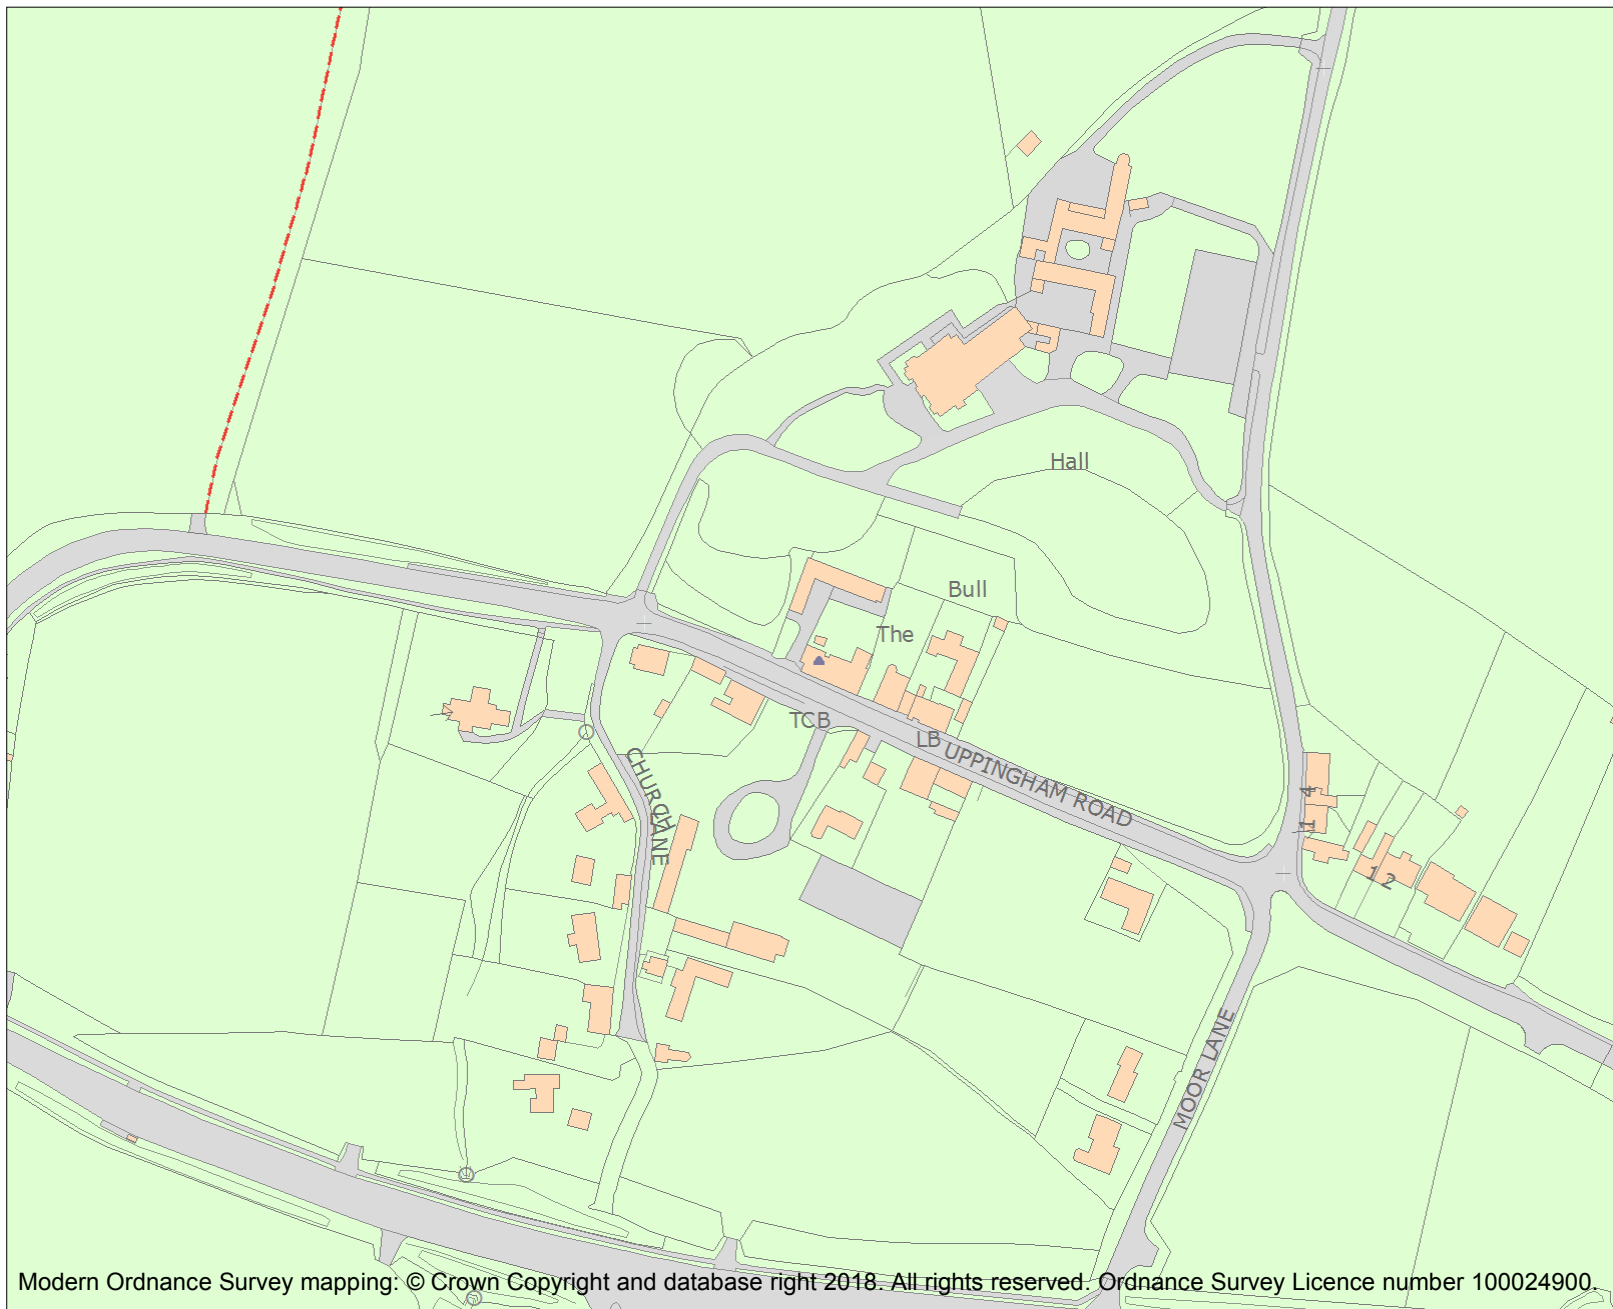 Hall
Bull
The
TCB
LB
UPPINGHAM ROAD
CHURCH LANE
1 4
1 2
MOOR LANE
Modern Ordnance Survey mapping: © Crown Copyright and database right 2018. All rights reserved. Ordnance Survey Licence number 100024900.